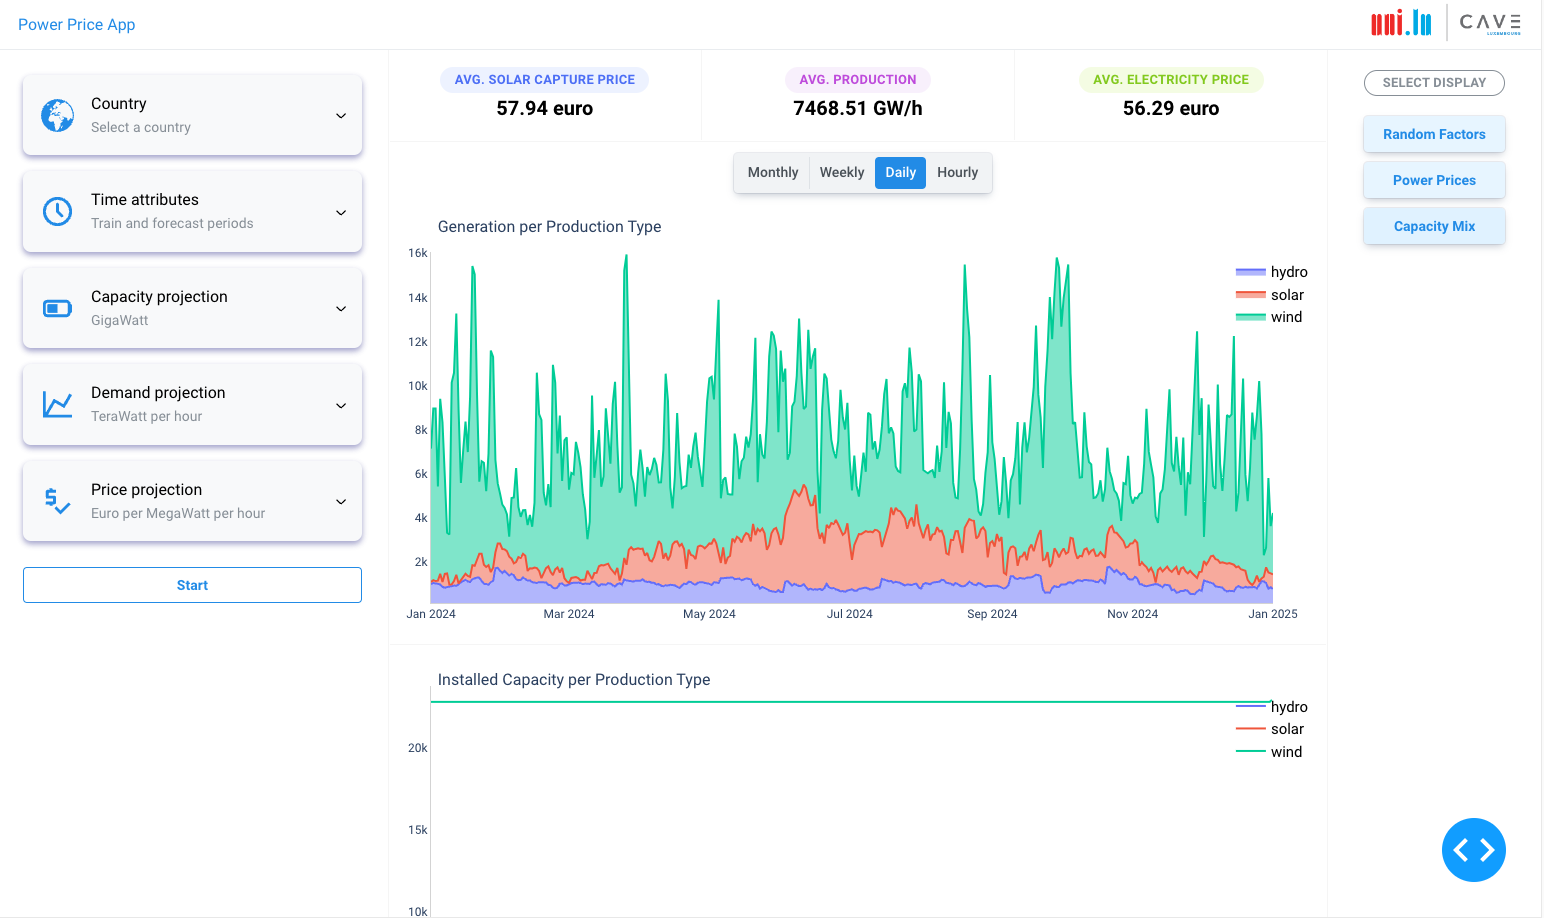 Power Price App
CAVE
LUXEMBOURG
Country
Select a country
Time attributes
Train and forecast periods
Capacity projection
GigaWatt
Demand projection
TeraWatt per hour
Price projection
Euro per MegaWatt per hour
Start
AVG. SOLAR CAPTURE PRICE
57.94 euro
AVG. PRODUCTION
7468.51 GW/h
AVG. ELECTRICITY PRICE
56.29 euro
Monthly Weekly Daily Hourly
Generation per Production Type
16k
14k
12k
10k
8k
6k
4k
2k
Jan 2024 Mar 2024 May 2024 Jul 2024 Sep 2024 Nov 2024 Jan 2025
hydro
solar
wind
Installed Capacity per Production Type
20k
15k
10k
hydro
solar
wind
SELECT DISPLAY
Random Factors
Power Prices
Capacity Mix